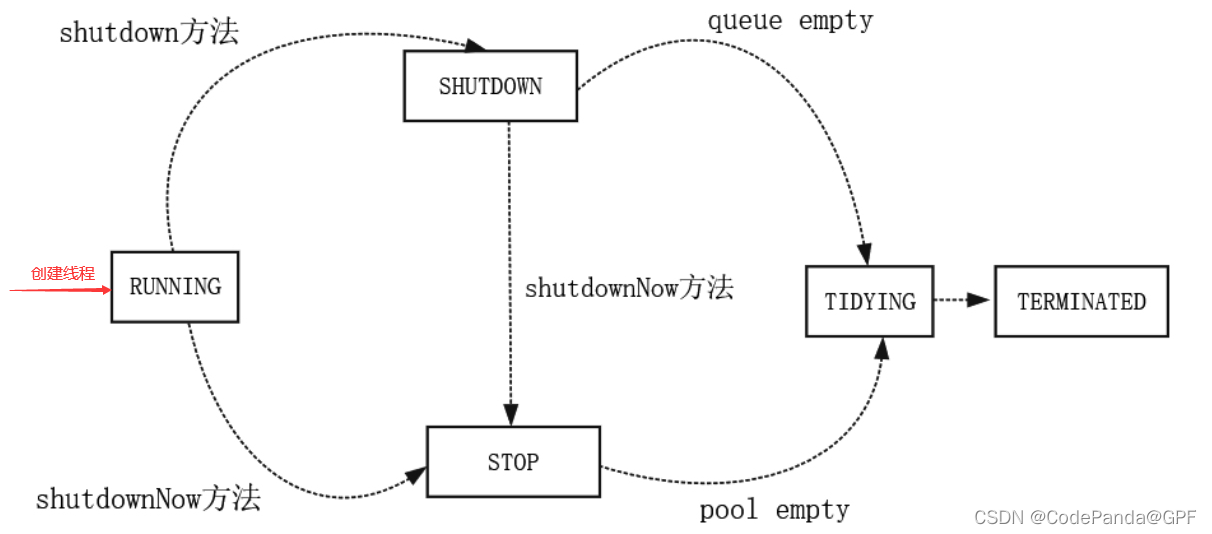 shutdown方法
queue empty
SHUTDOWN
创建线程
RUNNING
shutdownNow方法
TIDYING
TERMINATED
STOP
shutdownNow方法
pool empty
CSDN @CodePanda@GPF